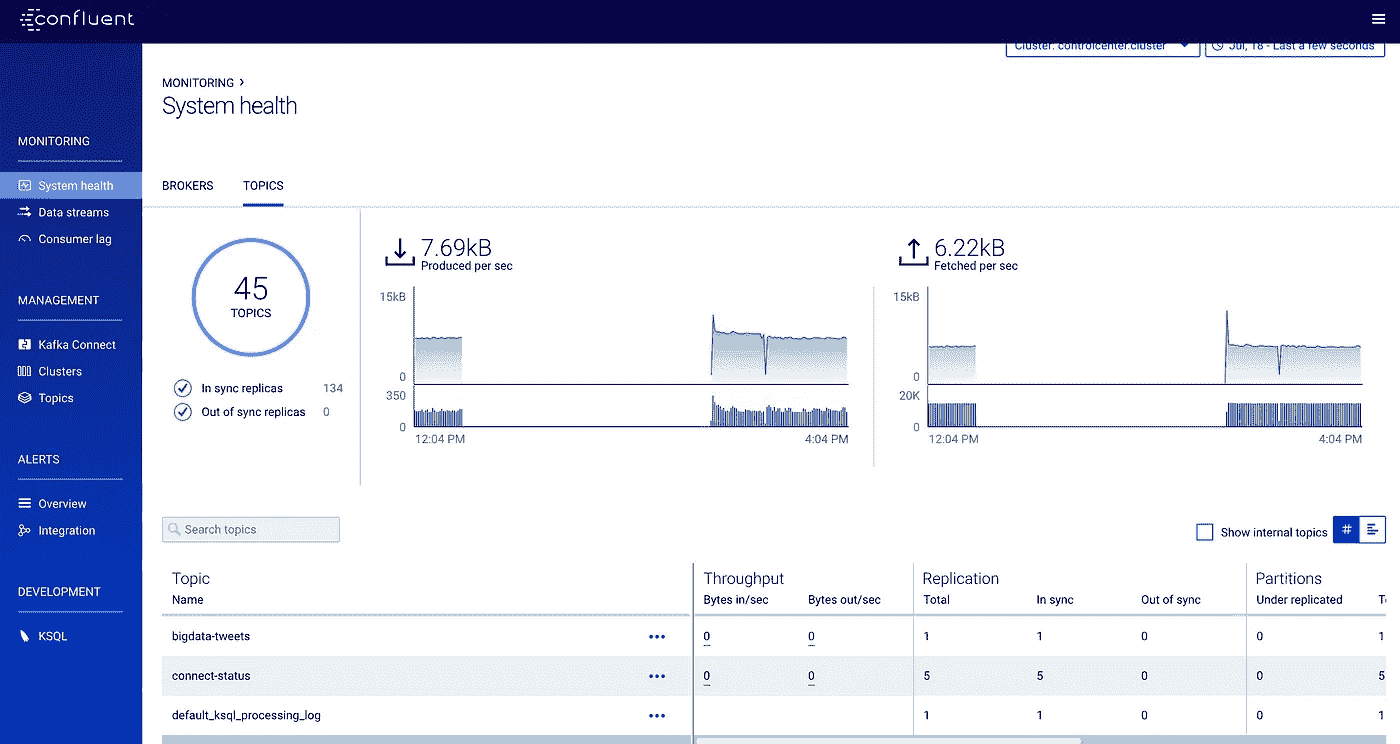 confluent
Cluster: controlcenter.cluster
Jul, 18 - Last a few seconds
MONITORING
System health
Data streams
Consumer lag
MANAGEMENT
Kafka Connect
Clusters
Topics
ALERTS
Overview
Integration
DEVELOPMENT
KSQL
MONITORING >
System health
BROKERS TOPICS
45
TOPICS
In sync replicas 134
Out of sync replicas 0
7.69kB
Produced per sec
15kB
0
350
0
12:04 PM 4:04 PM
6.22kB
Fetched per sec
15kB
0
20K
0
12:04 PM 4:04 PM
Search topics
Show internal topics #
Topic Throughput Replication Partitions
Name Bytes in/sec Bytes out/sec Total In sync Out of sync Under replicated
bigdata-tweets ••• 0 0 1 1 0 0 1
connect-status ••• 0 0 5 5 0 0 5
default_ksql_processing_log ••• 1 1 0 0 1